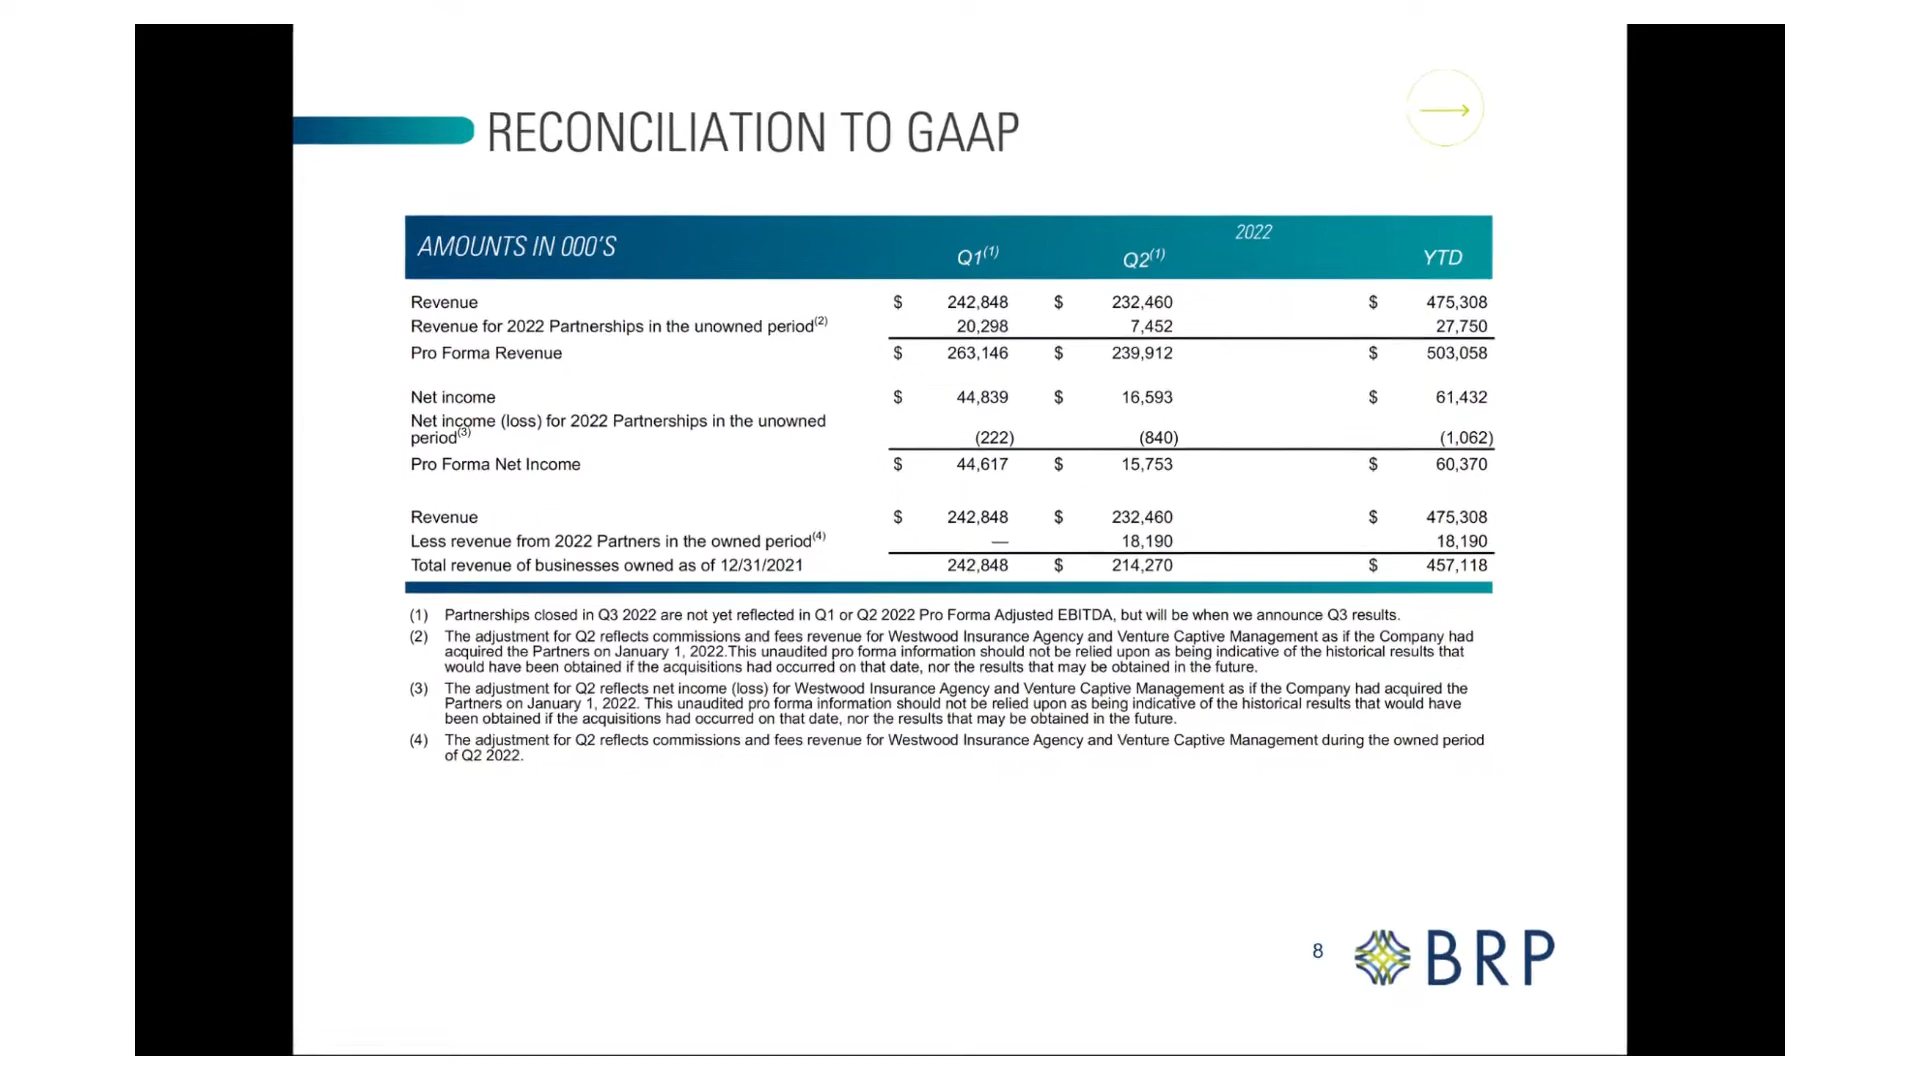 RECONCILIATION TO GAAP
AMOUNTS IN 000'S
2022
Q1(1) Q2(1) YTD
Revenue $ 242,848 $ 232,460 $ 475,308
Revenue for 2022 Partnerships in the unowned period(2) 20,298 7,452 27,750
Pro Forma Revenue $ 263,146 $ 239,912 $ 503,058
Net income $ 44,839 $ 16,593 $ 61,432
Net income (loss) for 2022 Partnerships in the unowned
period(3) (222) (840) (1,062)
Pro Forma Net Income $ 44,617 $ 15,753 $ 60,370
Revenue $ 242,848 $ 232,460 $ 475,308
Less revenue from 2022 Partners in the owned period(4) — 18,190 18,190
Total revenue of businesses owned as of 12/31/2021 242,848 $ 214,270 $ 457,118
(1) Partnerships closed in Q3 2022 are not yet reflected in Q1 or Q2 2022 Pro Forma Adjusted EBITDA, but will be when we announce Q3 results.
(2) The adjustment for Q2 reflects commissions and fees revenue for Westwood Insurance Agency and Venture Captive Management as if the Company had
acquired the Partners on January 1, 2022.This unaudited pro forma information should not be relied upon as being indicative of the historical results that
would have been obtained if the acquisitions had occurred on that date, nor the results that may be obtained in the future.
(3) The adjustment for Q2 reflects net income (loss) for Westwood Insurance Agency and Venture Captive Management as if the Company had acquired the
Partners on January 1, 2022. This unaudited pro forma information should not be relied upon as being indicative of the historical results that would have
been obtained if the acquisitions had occurred on that date, nor the results that may be obtained in the future.
(4) The adjustment for Q2 reflects commissions and fees revenue for Westwood Insurance Agency and Venture Captive Management during the owned period
of Q2 2022.
8 BRP